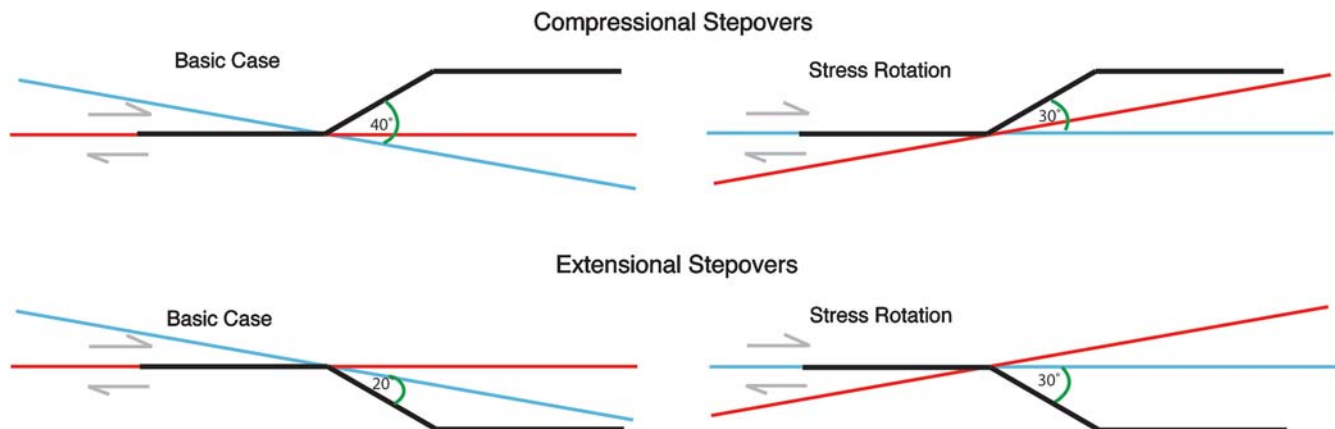 Compressional Stepovers
Basic Case
Stress Rotation
40°
30°
Extensional Stepovers
Basic Case
Stress Rotation
20°
30°